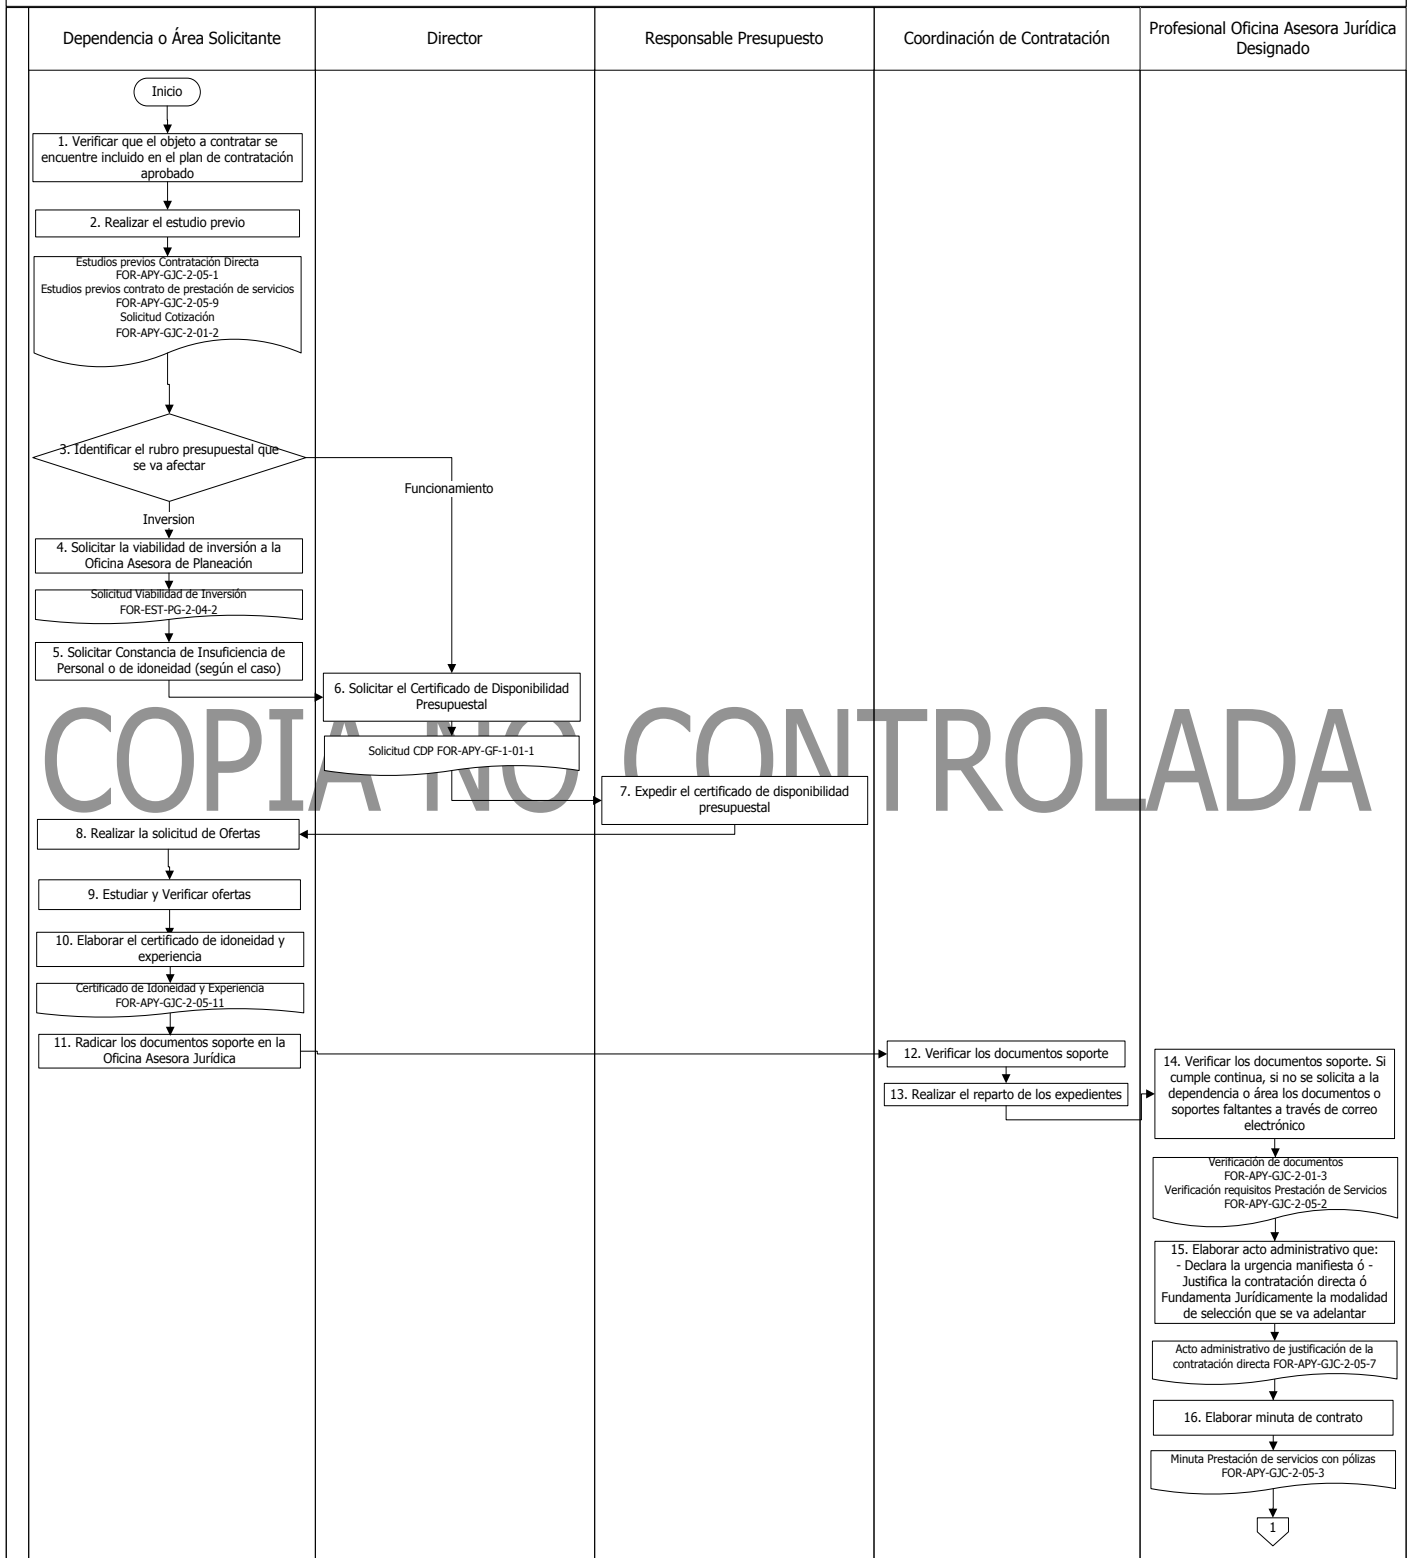 Dependencia o Área Solicitante
Director
Responsable Presupuesto
Coordinación de Contratación
Profesional Oficina Asesora Jurídica
Designado
Inicio
1. Verificar que el objeto a contratar se
encuentre incluido en el plan de contratación
aprobado
2. Realizar el estudio previo
Estudios previos Contratación Directa
FOR-APY-GJC-2-05-1
Estudios previos contrato de prestación de servicios
FOR-APY-GJC-2-05-9
Solicitud Cotización
FOR-APY-GJC-2-01-2
3. Identificar el rubro presupuestal que
se va afectar
Funcionamiento
Inversion
4. Solicitar la viabilidad de inversión a la
Oficina Asesora de Planeación
Solicitud Viabilidad de Inversión
FOR-EST-PG-2-04-2
5. Solicitar Constancia de Insuficiencia de
Personal o de idoneidad (según el caso)
6. Solicitar el Certificado de Disponibilidad
Presupuestal
Solicitud CDP FOR-APY-GF-1-01-1
7. Expedir el certificado de disponibilidad
presupuestal
COPIA NO CONTROLADA
8. Realizar la solicitud de Ofertas
9. Estudiar y Verificar ofertas
10. Elaborar el certificado de idoneidad y
experiencia
Certificado de Idoneidad y Experiencia
FOR-APY-GJC-2-05-11
11. Radicar los documentos soporte en la
Oficina Asesora Jurídica
12. Verificar los documentos soporte
13. Realizar el reparto de los expedientes
14. Verificar los documentos soporte. Si
cumple continua, si no se solicita a la
dependencia o área los documentos o
soportes faltantes a través de correo
electrónico
Verificación de documentos
FOR-APY-GJC-2-01-3
Verificación requisitos Prestación de Servicios
FOR-APY-GJC-2-05-2
15. Elaborar acto administrativo que:
- Declara la urgencia manifiesta ó -
Justifica la contratación directa ó
Fundamenta Jurídicamente la modalidad
de selección que se va adelantar
Acto administrativo de justificación de la
contratación directa FOR-APY-GJC-2-05-7
16. Elaborar minuta de contrato
Minuta Prestación de servicios con pólizas
FOR-APY-GJC-2-05-3
1